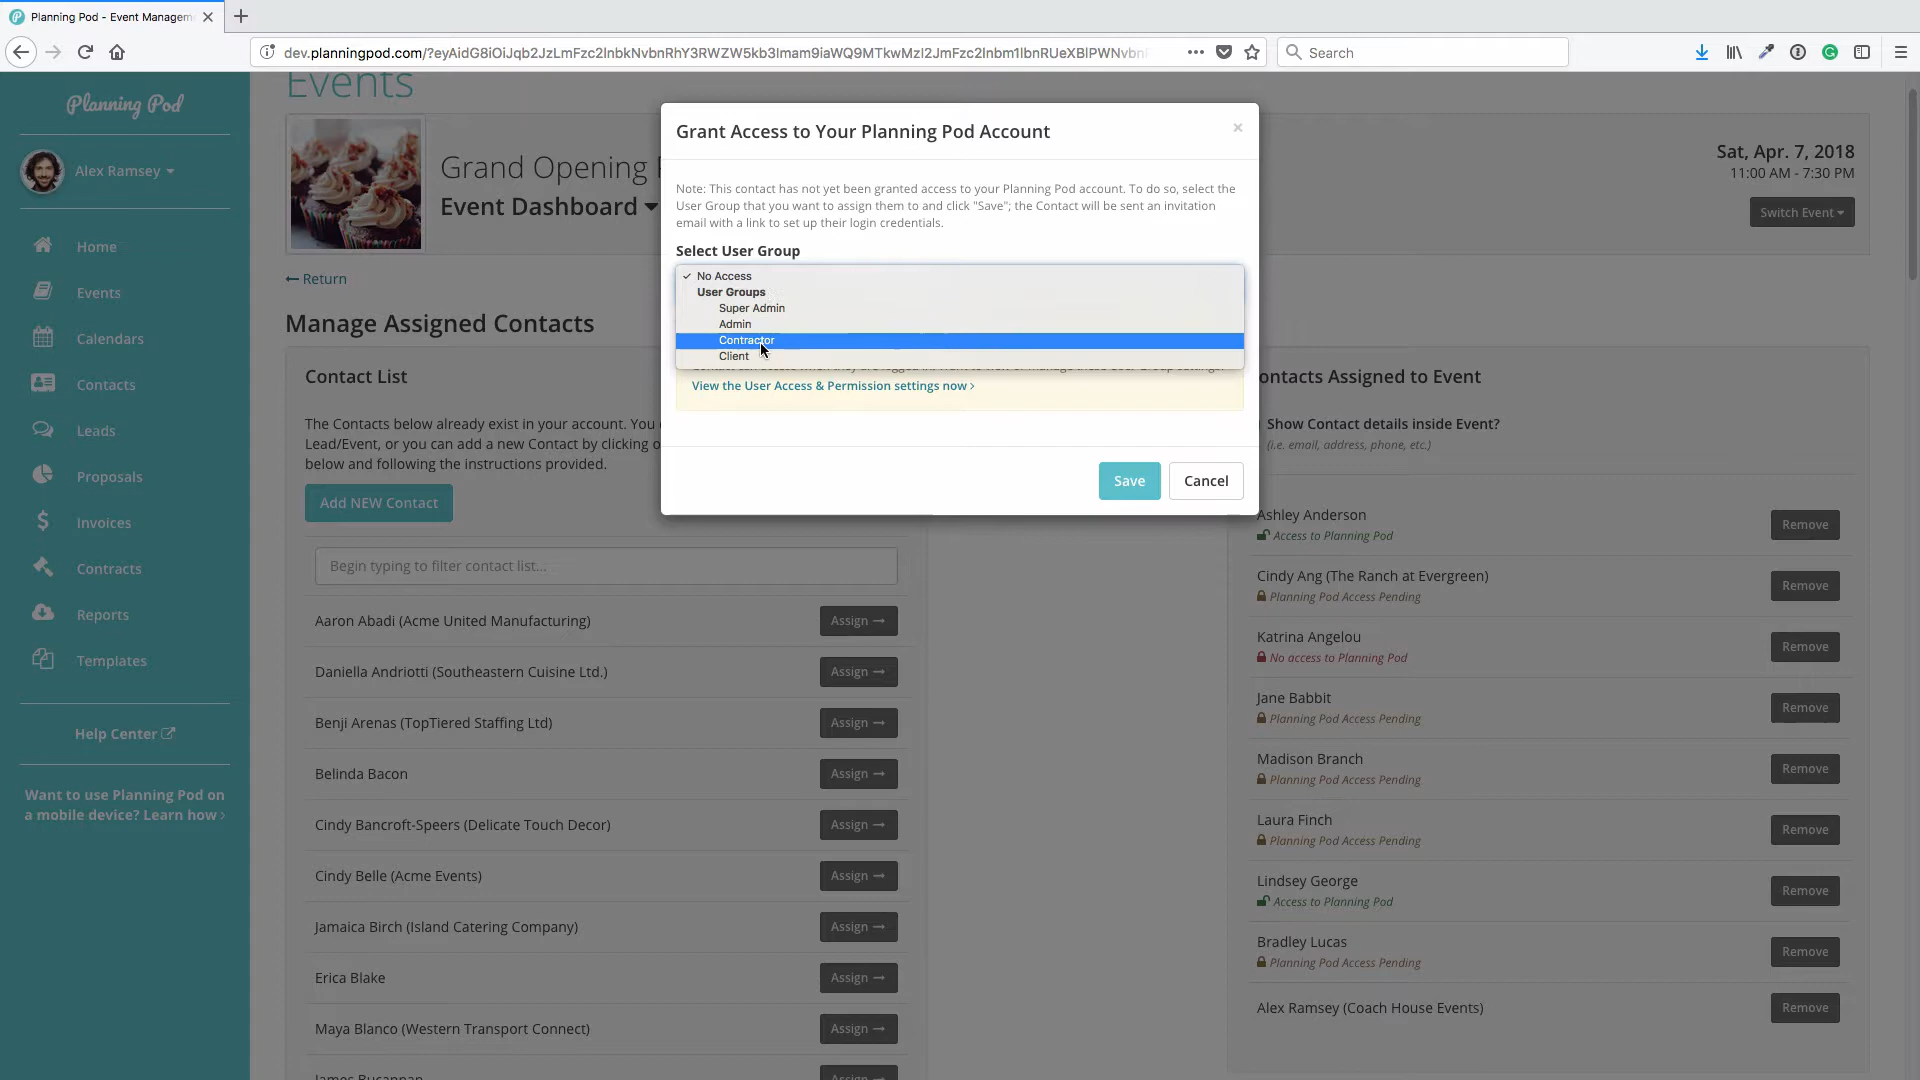 Planning Pod - Event Managem
dev.planningpod.com/?eyAidG8iOiJqb2JzLmFzc2lnbkNvbnRhY3RWZW5kb3Imam9iaWQ9MTkwMzI2JmFzc2lnbm1lbnRUeXBlPWNvbn
Search
Planning Pod
Alex Ramsey
Home
Events
Calendars
Contacts
Leads
Proposals
Invoices
Contracts
Reports
Templates
Help Center
Want to use Planning Pod on
a mobile device? Learn how ›
Events
Grand Opening
Event Dashboard
Sat, Apr. 7, 2018
11:00 AM - 7:30 PM
Switch Event
Return
Manage Assigned Contacts
Contact List
The Contacts below already exist in your account. You
Lead/Event, or you can add a new Contact by clicking o
below and following the instructions provided.
Add NEW Contact
Begin typing to filter contact list...
Aaron Abadi (Acme United Manufacturing)
Assign →
Daniella Andriotti (Southeastern Cuisine Ltd.)
Assign →
Benji Arenas (TopTiered Staffing Ltd)
Assign →
Belinda Bacon
Assign →
Cindy Bancroft-Speers (Delicate Touch Decor)
Assign →
Cindy Belle (Acme Events)
Assign →
Jamaica Birch (Island Catering Company)
Assign →
Erica Blake
Assign →
Maya Blanco (Western Transport Connect)
Assign →
Grant Access to Your Planning Pod Account
×
Note: This contact has not yet been granted access to your Planning Pod account. To do so, select the
User Group that you want to assign them to and click "Save"; the Contact will be sent an invitation
email with a link to set up their login credentials.
Select User Group
✓ No Access
User Groups
Super Admin
Admin
Contractor
Client
View the User Access & Permission settings now ›
Save
Cancel
ontacts Assigned to Event
Show Contact details inside Event?
(i.e. email, address, phone, etc.)
Ashley Anderson
Access to Planning Pod
Remove
Cindy Ang (The Ranch at Evergreen)
Planning Pod Access Pending
Remove
Katrina Angelou
No access to Planning Pod
Remove
Jane Babbit
Planning Pod Access Pending
Remove
Madison Branch
Planning Pod Access Pending
Remove
Laura Finch
Planning Pod Access Pending
Remove
Lindsey George
Access to Planning Pod
Remove
Bradley Lucas
Planning Pod Access Pending
Remove
Alex Ramsey (Coach House Events)
Remove